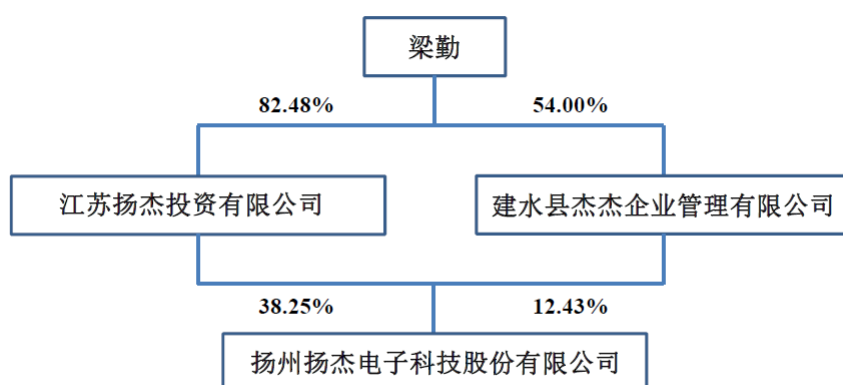 梁勤
82.48%
54.00%
江苏扬杰投资有限公司
建水县杰杰企业管理有限公司
38.25%
12.43%
扬州扬杰电子科技股份有限公司